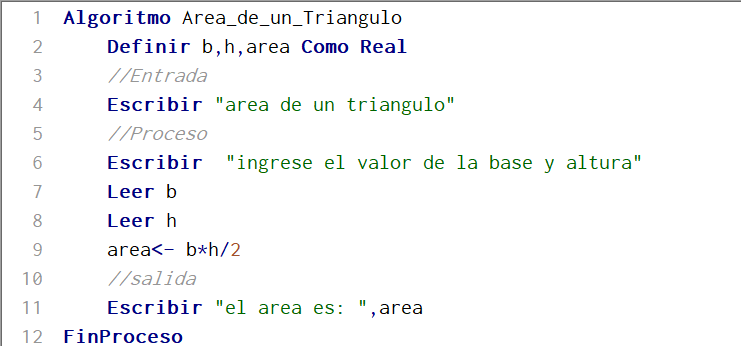 1 Algoritmo Area_de_un_Triangulo
2 Definir b,h,area Como Real
3 //Entrada
4 Escribir "area de un triangulo"
5 //Proceso
6 Escribir  "ingrese el valor de la base y altura"
7 Leer b
8 Leer h
9 area<- b*h/2
10 //salida
11 Escribir "el area es: ",area
12 FinProceso